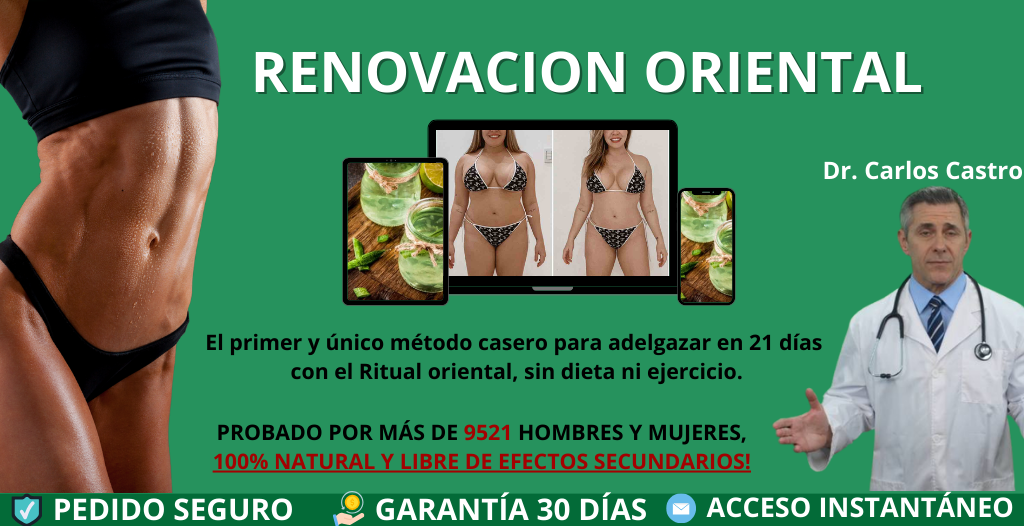 RENOVACION ORIENTAL
Dr. Carlos Castro
El primer y único método casero para adelgazar en 21 días
con el Ritual oriental, sin dieta ni ejercicio.
PROBADO POR MÁS DE 9521 HOMBRES Y MUJERES,
100% NATURAL Y LIBRE DE EFECTOS SECUNDARIOS!
PEDIDO SEGURO GARANTÍA 30 DÍAS ACCESO INSTANTÁNEO